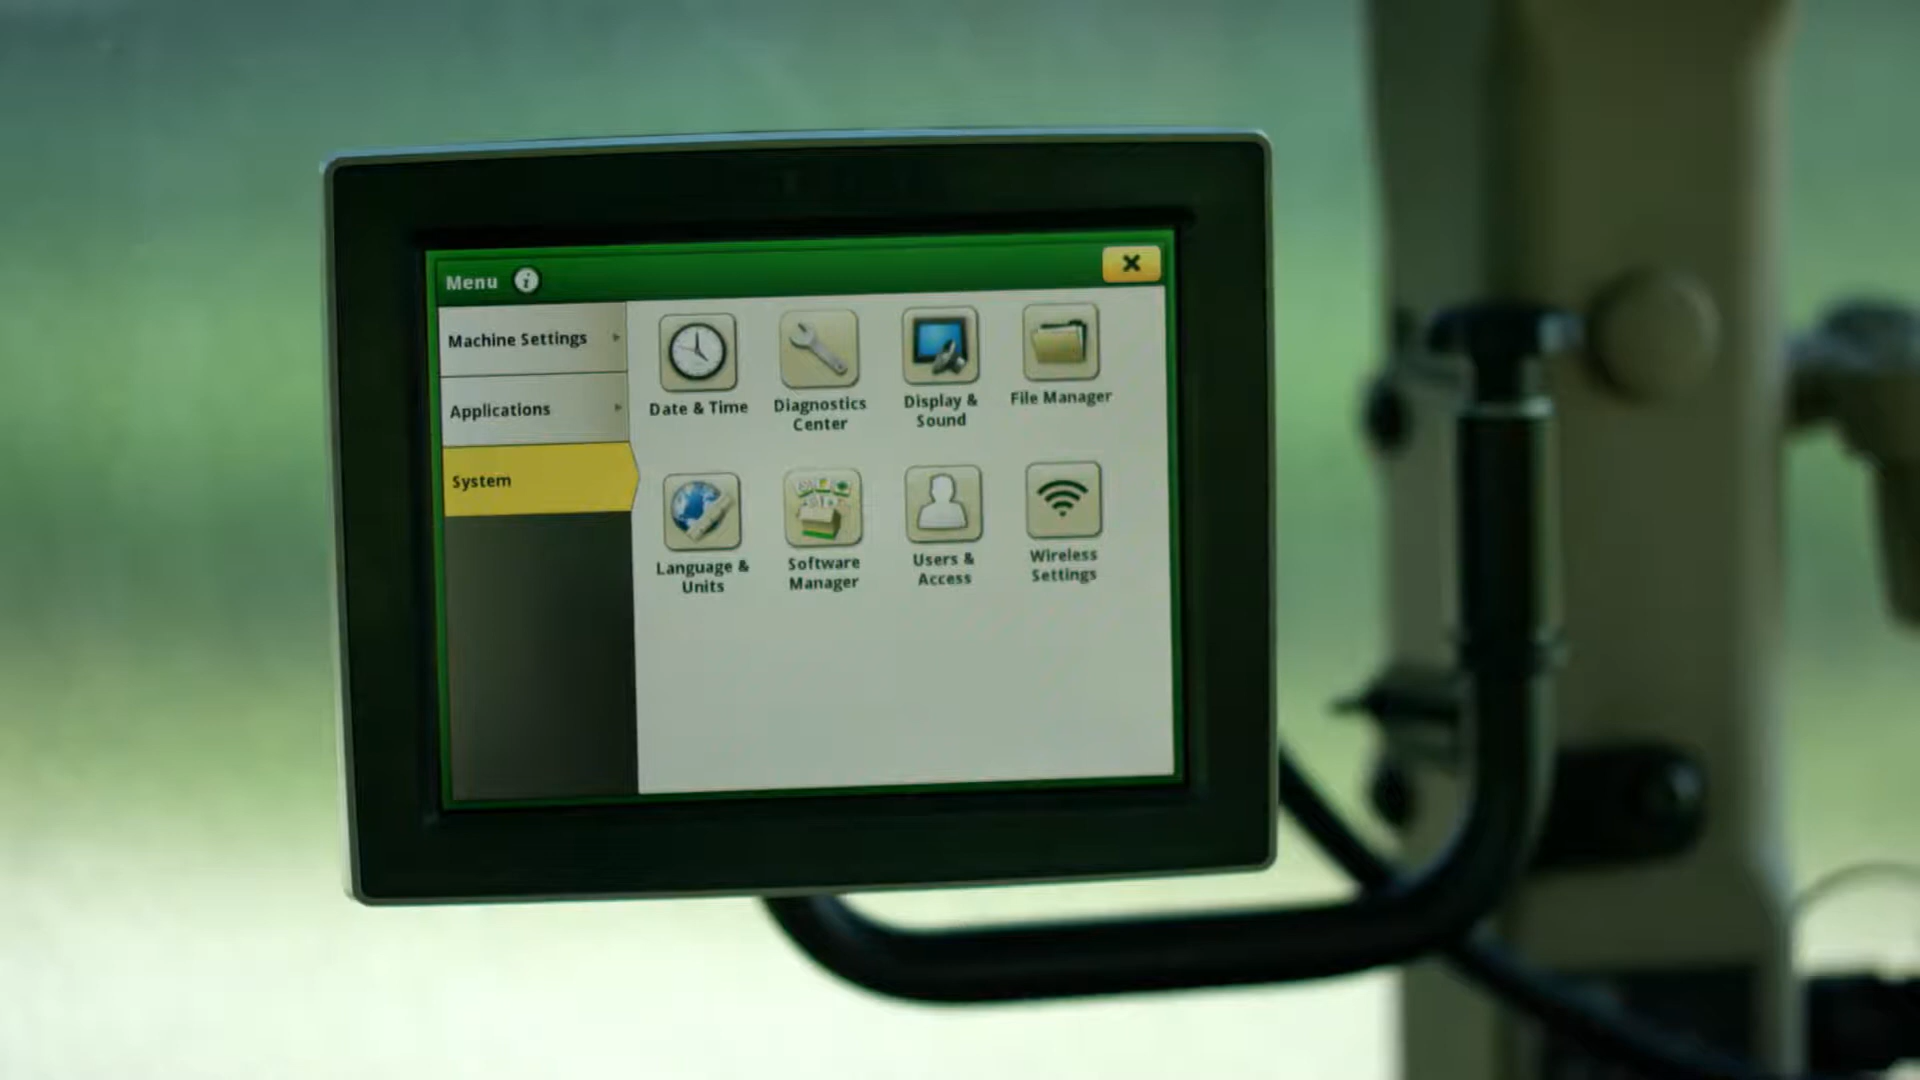 Menu
Machine Settings
Applications
System
Date & Time
Diagnostics
Center
Display &
Sound
File Manager
Language &
Units
Software
Manager
Users &
Access
Wireless
Settings